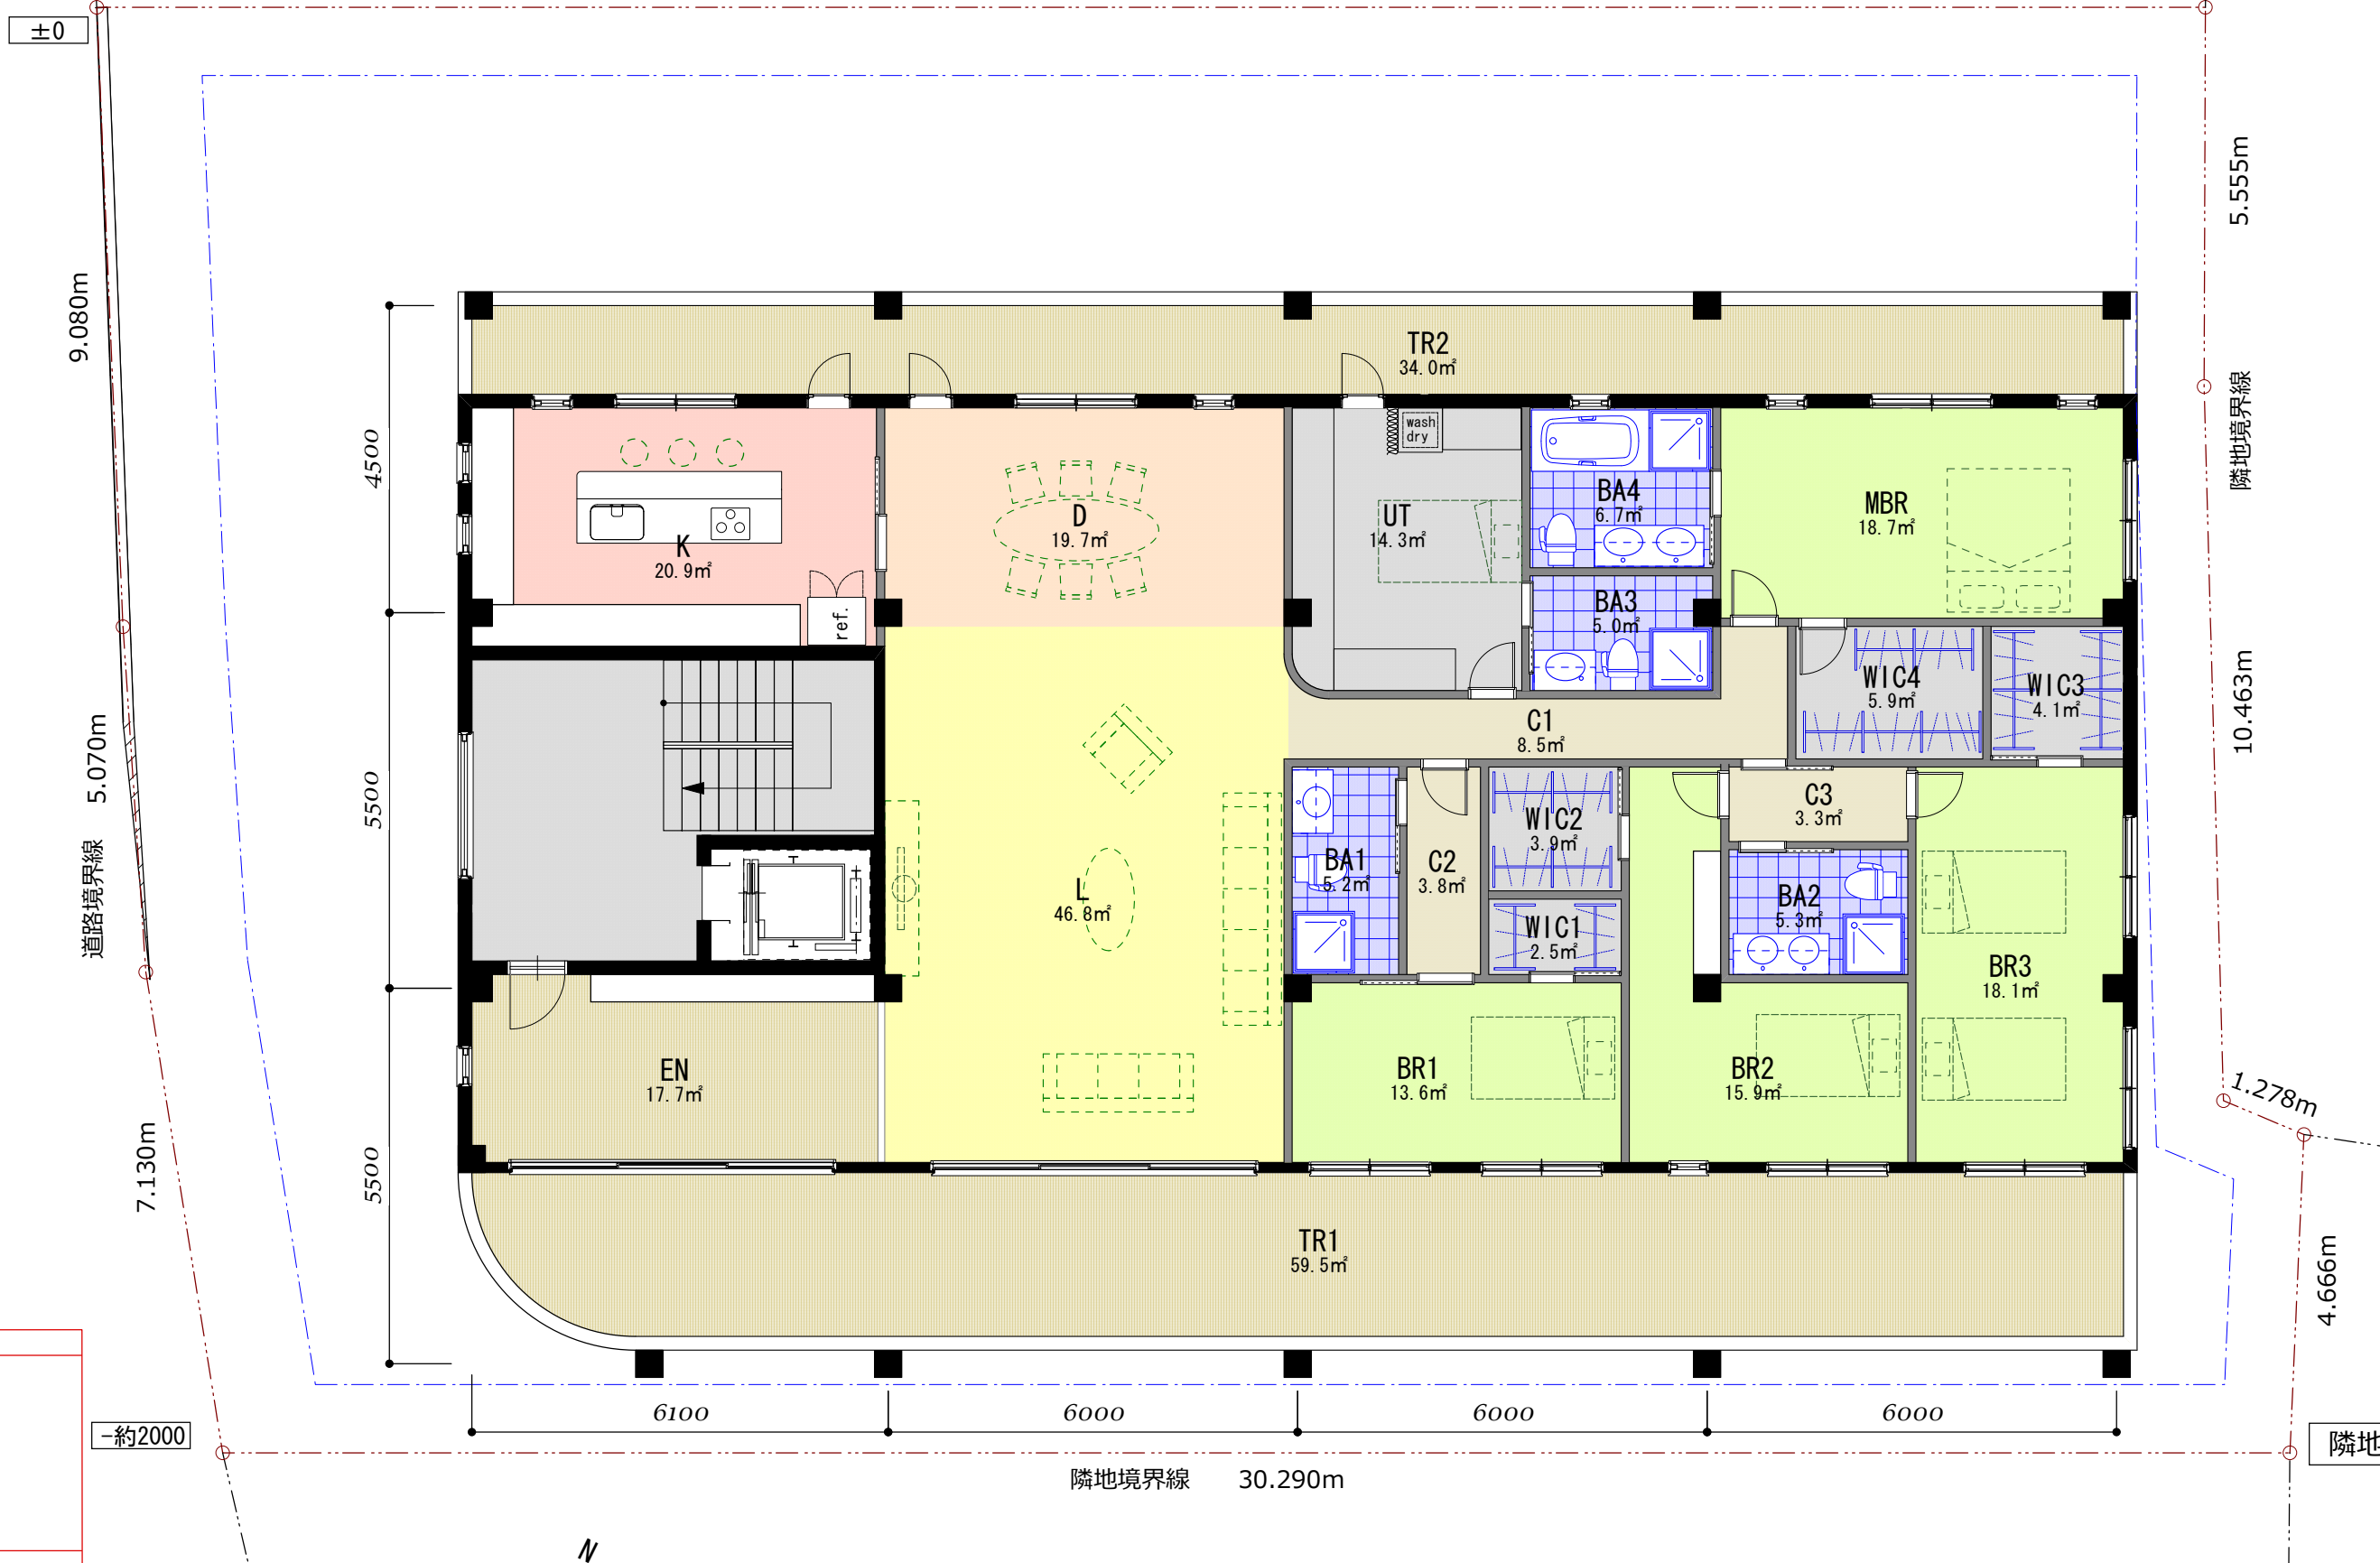 ±0
5.555m
9.080m
隣地境界線
TR2
34.0㎡
4500
wash
dry
BA4
6.7㎡
MBR
18.7㎡
UT
14.3㎡
D
19.7㎡
K
20.9㎡
ref.
BA3
5.0㎡
10.463m
WIC4
5.9㎡
WIC3
4.1㎡
C1
8.5㎡
5.070m
道路境界線
5500
C3
3.3㎡
WIC2
3.9㎡
BA1
5.2㎡
C2
3.8㎡
L
46.8㎡
BA2
5.3㎡
WIC1
2.5㎡
BR3
18.1㎡
EN
17.7㎡
BR1
13.6㎡
BR2
15.9㎡
1.278m
7.130m
5500
TR1
59.5㎡
4.666m
6100
6000
6000
6000
-約2000
隣地
隣地境界線 30.290m
N